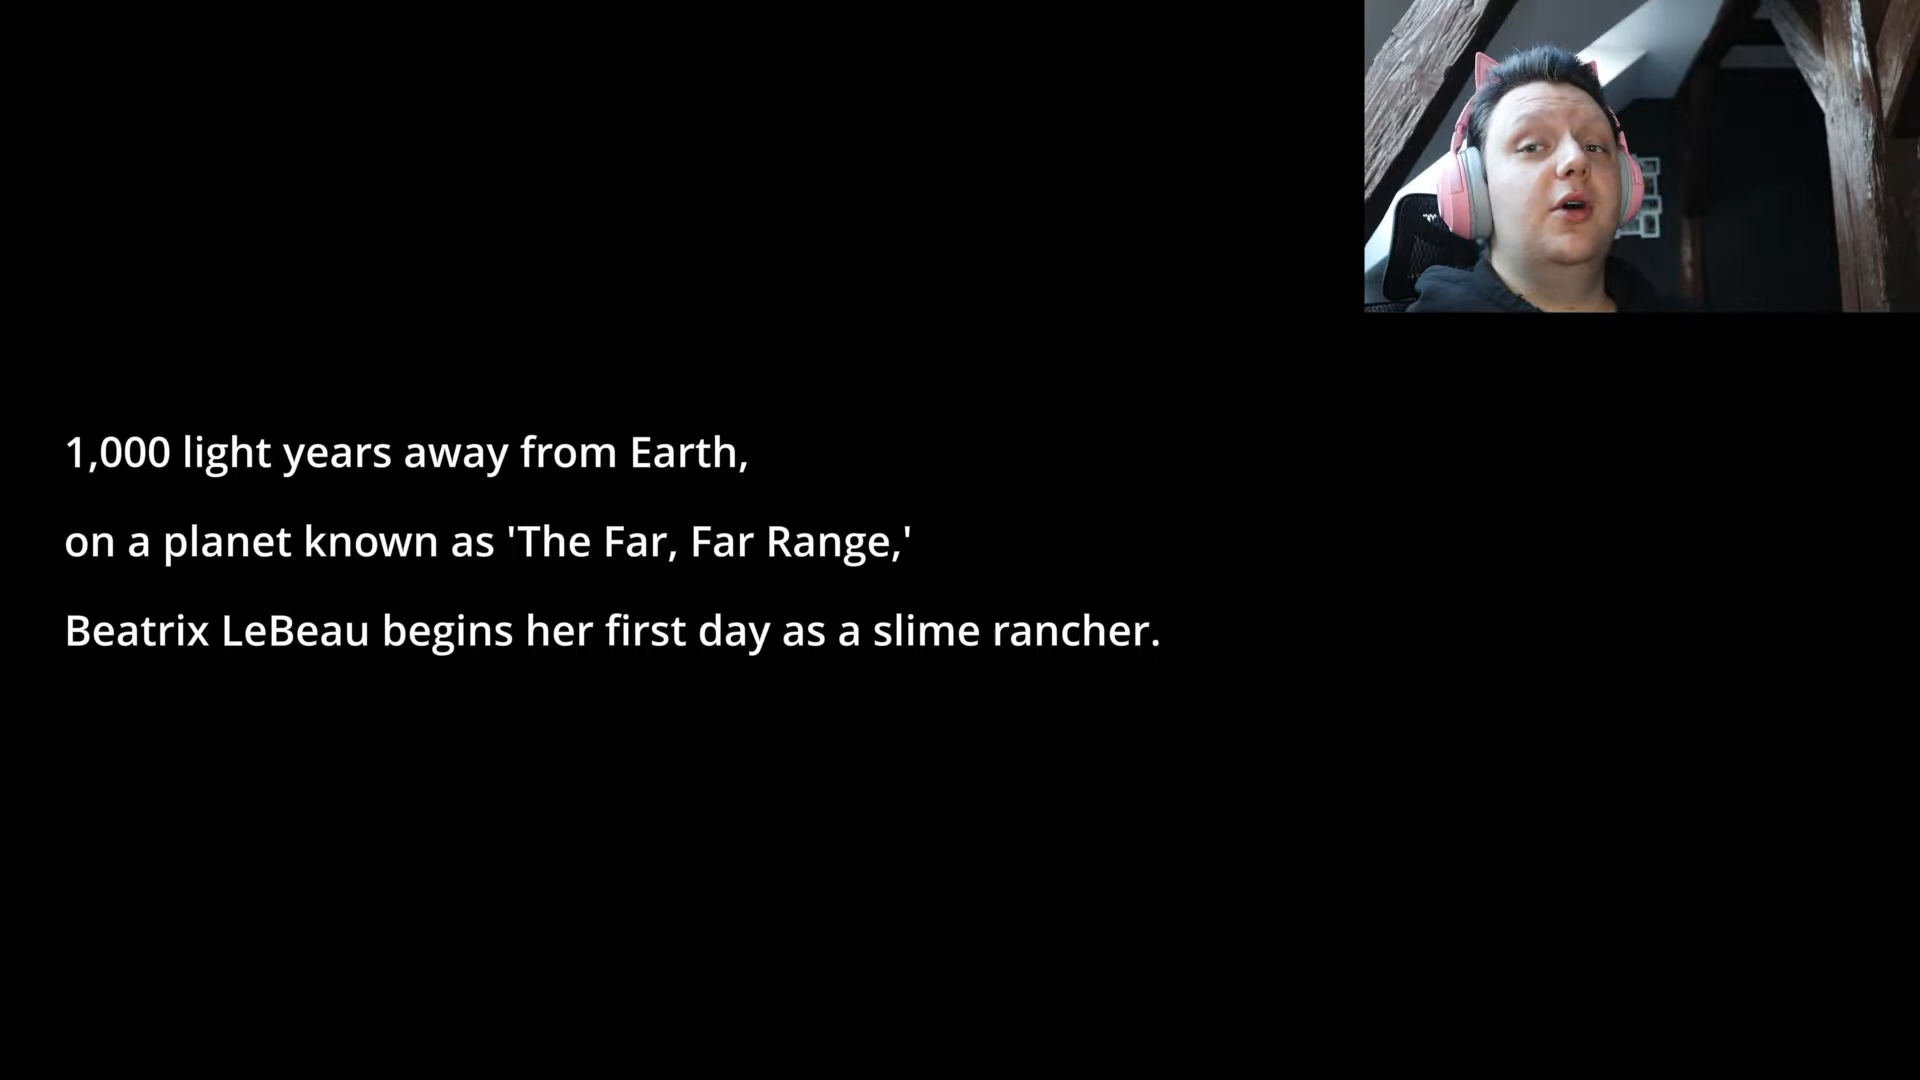 1,000 light years away from Earth,
on a planet known as 'The Far, Far Range,'
Beatrix LeBeau begins her first day as a slime rancher.